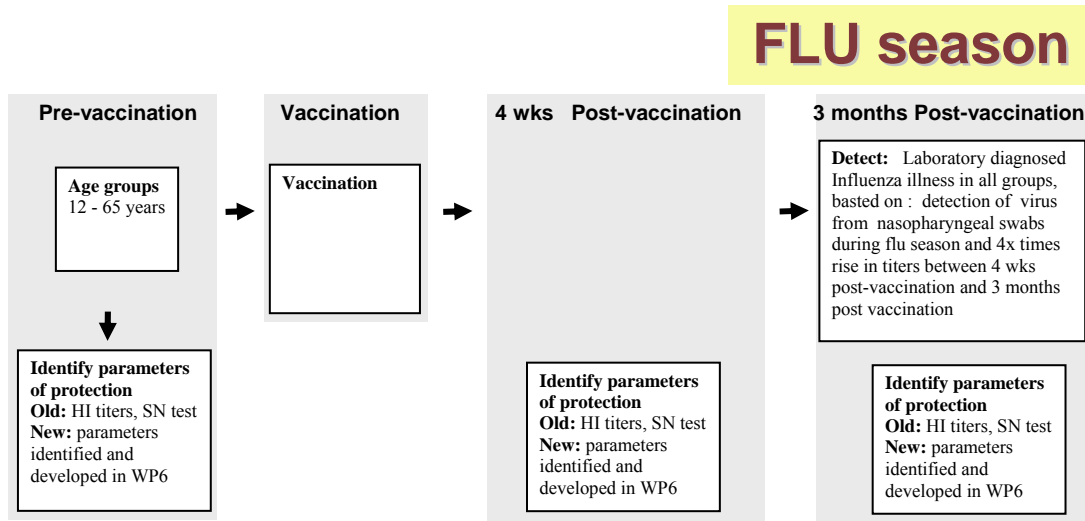 FLU season
Pre-vaccination
Vaccination
4 wks Post-vaccination
3 months Post-vaccination
Age groups
12 - 65 years
Vaccination
Detect: Laboratory diagnosed
Influenza illness in all groups,
basted on : detection of virus
from nasopharyngeal swabs
during flu season and 4x times
rise in titers between 4 wks
post-vaccination and 3 months
post vaccination
Identify parameters
of protection
Old: HI titers, SN test
New: parameters
identified and
developed in WP6
Identify parameters
of protection
Old: HI titers, SN test
New: parameters
identified and
developed in WP6
Identify parameters
of protection
Old: HI titers, SN test
New: parameters
identified and
developed in WP6